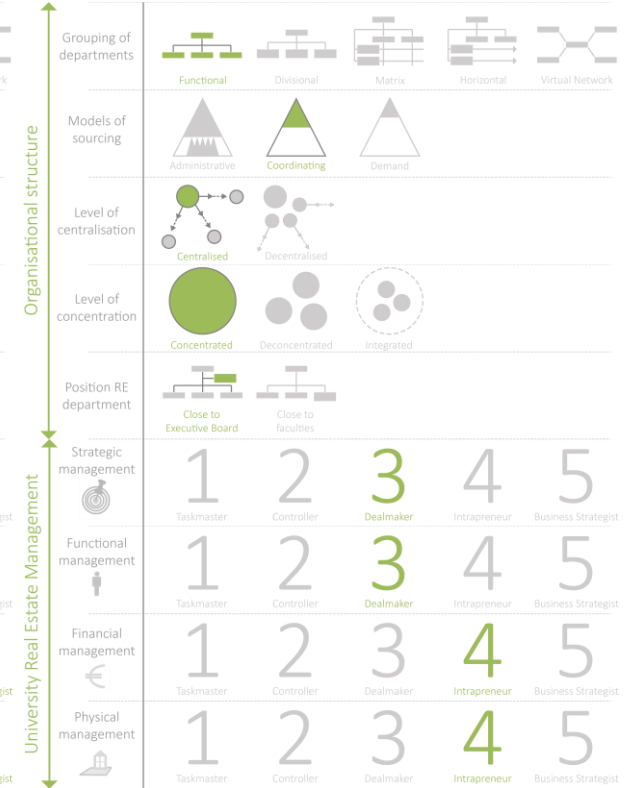 Organisational structure
Grouping of
departments
Functional
Divisional
Matrix
Horizontal
Virtual Network
Models of
sourcing
Administrative
Coordinating
Demand
Level of
centralisation
Centralised
Decentralised
Level of
concentration
Concentrated
Deconcentrated
Integrated
Position RE
department
Close to
Executive Board
Close to
faculties
University Real Estate Management
Strategic
management
1
2
3
4
5
Taskmaster
Controller
Dealmaker
Intrapreneur
Business Strategist
Functional
management
1
2
3
4
5
Taskmaster
Controller
Dealmaker
Intrapreneur
Business Strategist
Financial
management
€
1
2
3
4
5
Taskmaster
Controller
Dealmaker
Intrapreneur
Business Strategist
Physical
management
1
2
3
4
5
Taskmaster
Controller
Dealmaker
Intrapreneur
Business Strategist